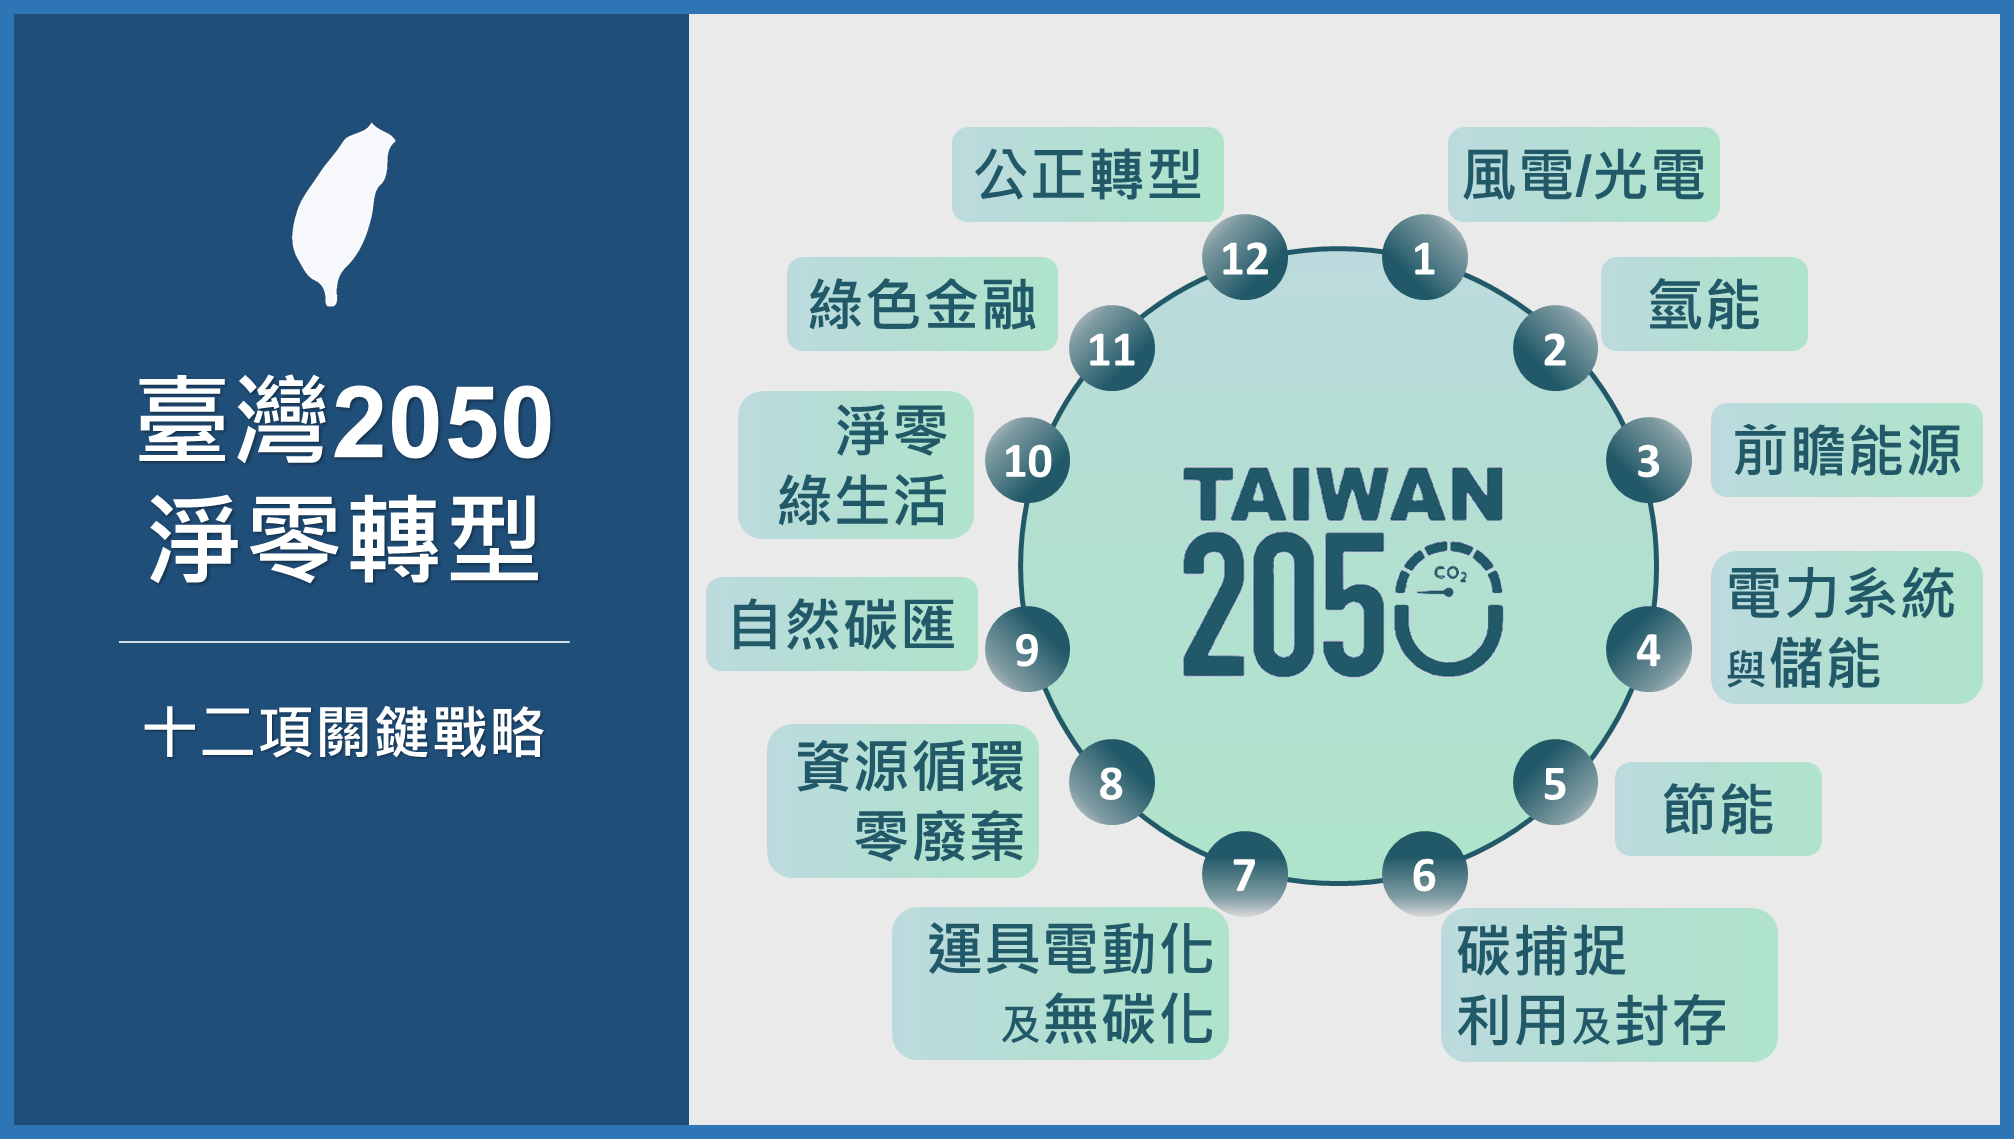 臺灣2050
淨零轉型
十二項關鍵戰略
TAIWAN
2050
CO₂
1
風電/光電
2
氫能
3
前瞻能源
4
電力系統
與儲能
5
節能
6
碳捕捉
利用及封存
7
運具電動化
及無碳化
8
資源循環
零廢棄
9
自然碳匯
10
淨零
綠生活
11
綠色金融
12
公正轉型